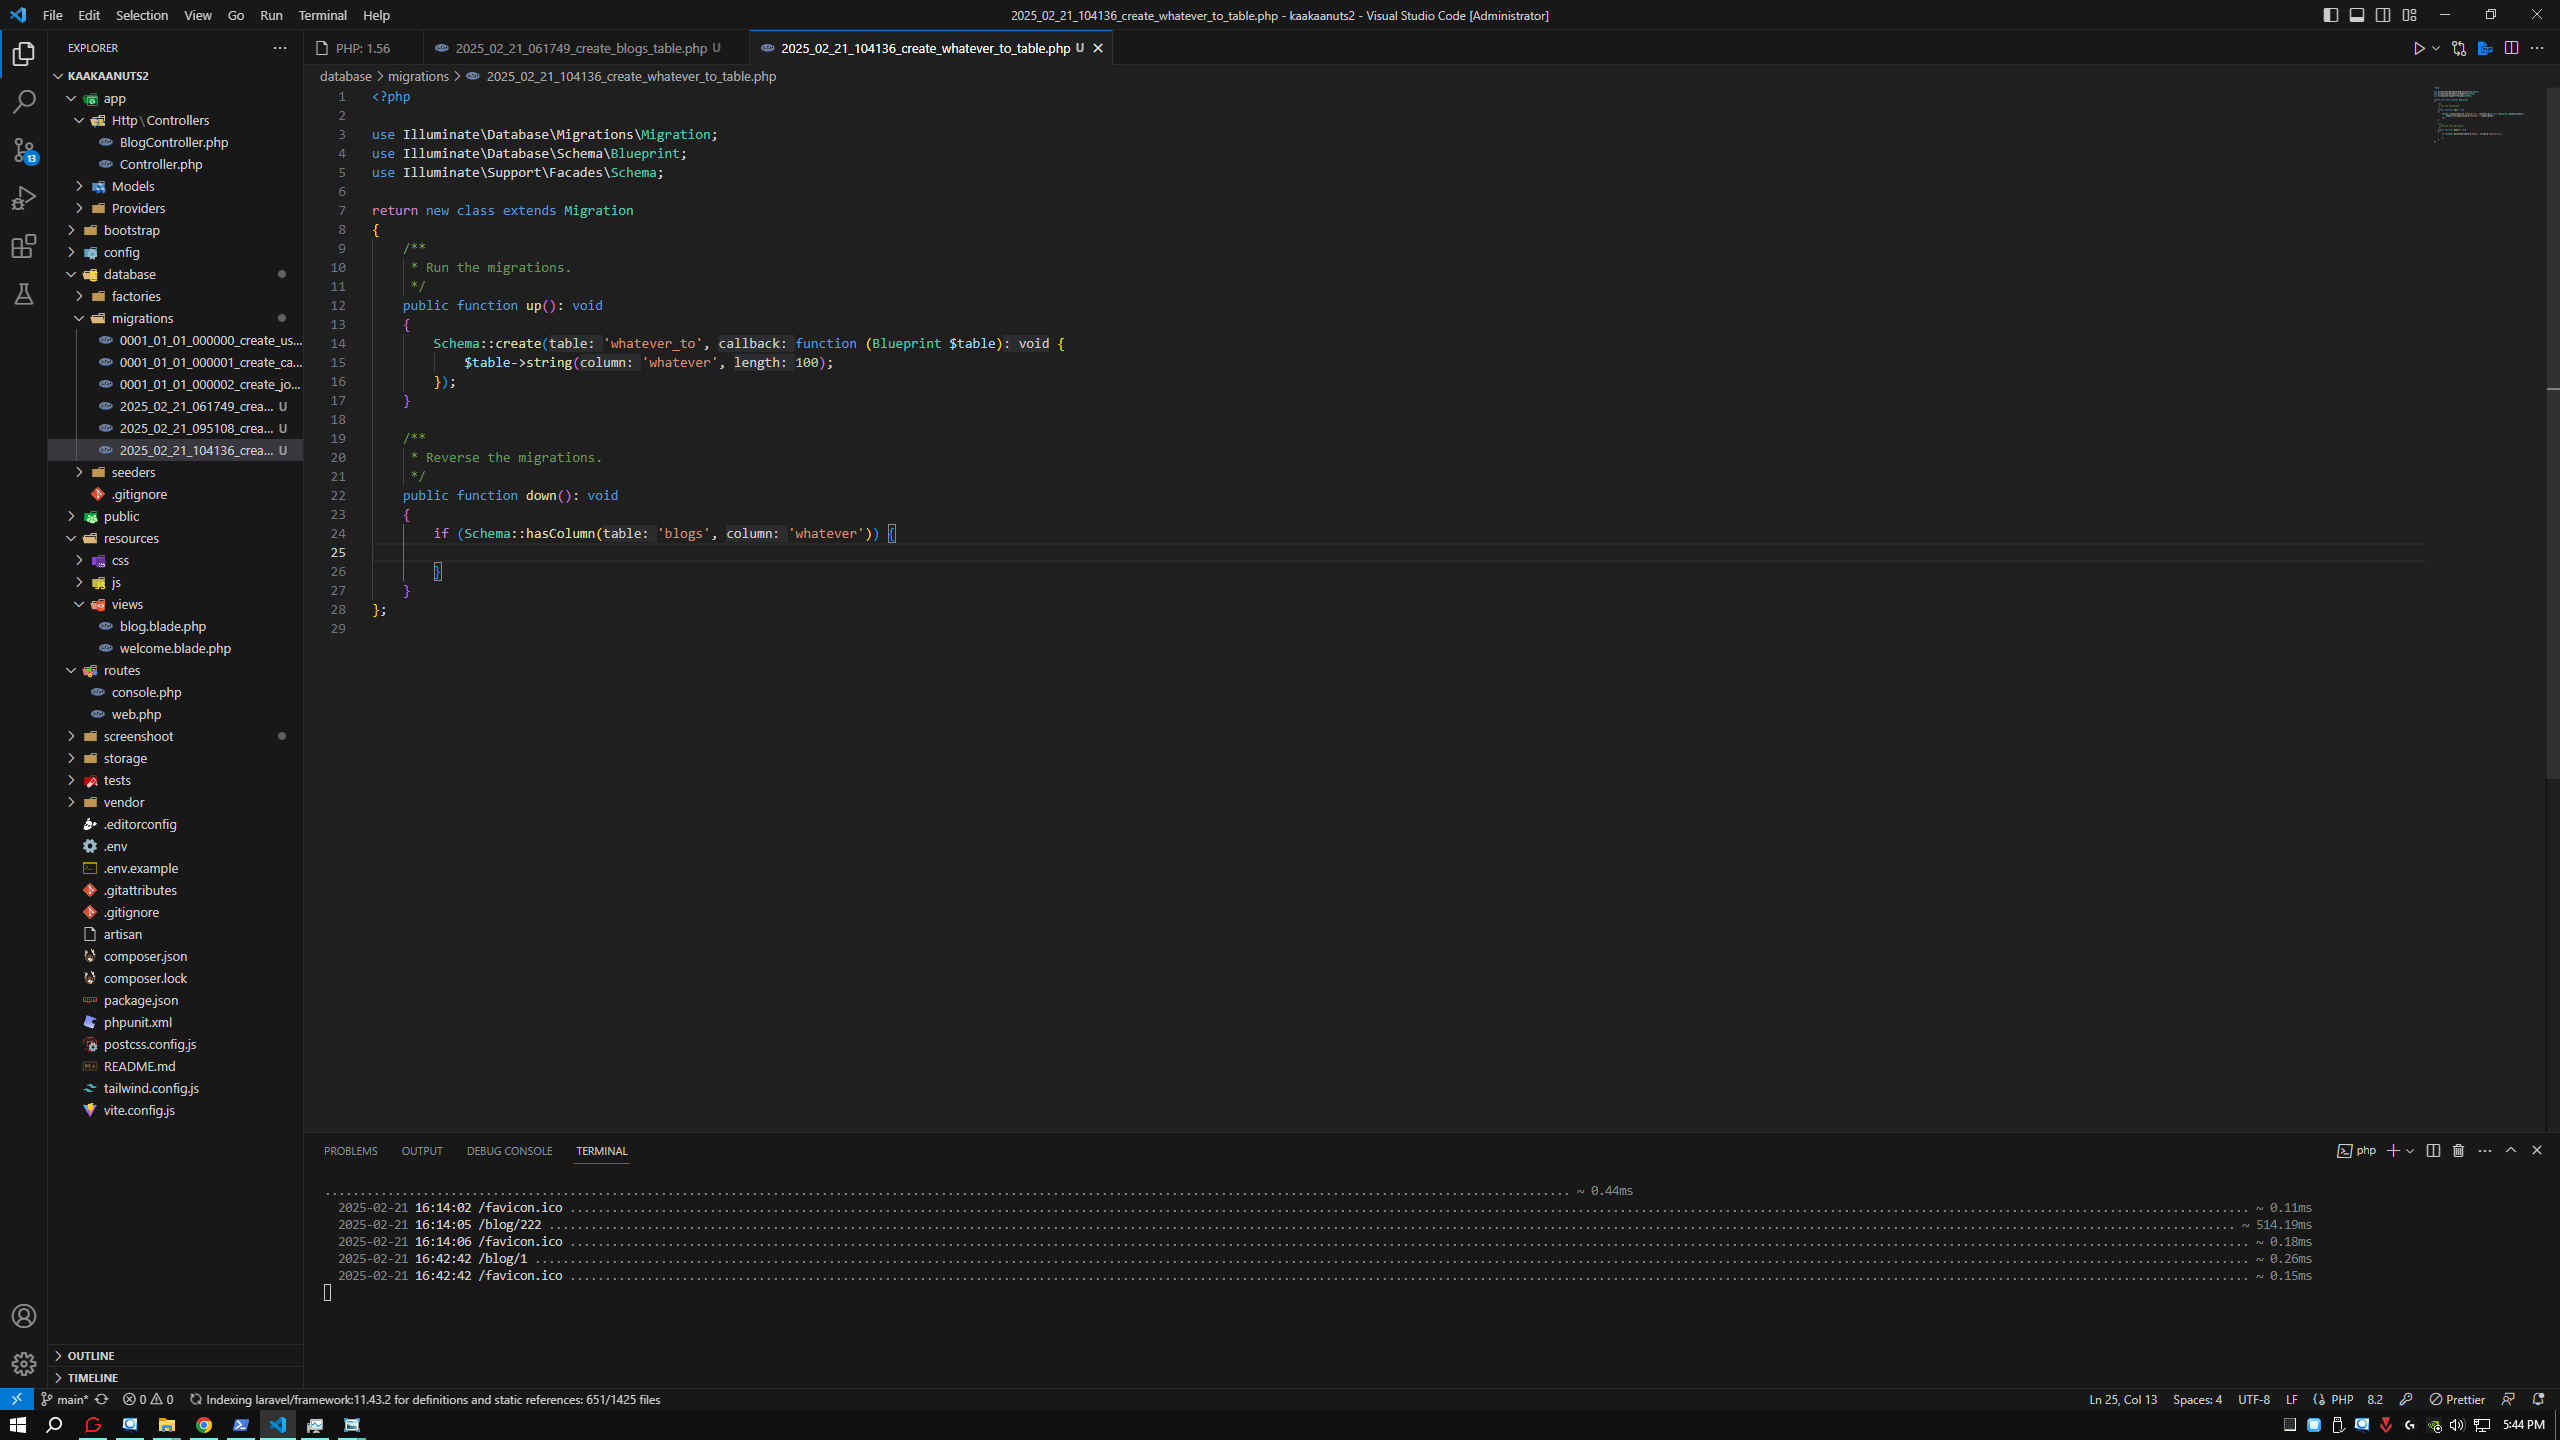 File Edit Selection View Go Run Terminal Help
2025_02_21_104136_create_whatever_to_table.php - kaakaanuts2 - Visual Studio Code [Administrator]
EXPLORER
KAAKAANUTS2
app
Http\Controllers
BlogController.php
Controller.php
Models
Providers
bootstrap
config
database
factories
migrations
0001_01_01_000000_create_us...
0001_01_01_000001_create_ca...
0001_01_01_000002_create_jo...
2025_02_21_061749_crea... U
2025_02_21_095108_crea... U
2025_02_21_104136_crea... U
seeders
.gitignore
public
resources
css
js
views
blog.blade.php
welcome.blade.php
routes
console.php
web.php
screenshoot
storage
tests
vendor
.editorconfig
.env
.env.example
.gitattributes
.gitignore
artisan
composer.json
composer.lock
package.json
phpunit.xml
postcss.config.js
README.md
tailwind.config.js
vite.config.js
OUTLINE
TIMELINE
13
PHP: 1.56
2025_02_21_061749_create_blogs_table.php U
2025_02_21_104136_create_whatever_to_table.php U
database > migrations > 2025_02_21_104136_create_whatever_to_table.php
1 <?php
2
3 use Illuminate\Database\Migrations\Migration;
4 use Illuminate\Database\Schema\Blueprint;
5 use Illuminate\Support\Facades\Schema;
6
7 return new class extends Migration
8 {
9 /**
10 * Run the migrations.
11 */
12 public function up(): void
13 {
14 Schema::create(table: 'whatever_to', callback: function (Blueprint $table): void {
15 $table->string(column: 'whatever', length: 100);
16 });
17 }
18
19 /**
20 * Reverse the migrations.
21 */
22 public function down(): void
23 {
24 if (Schema::hasColumn(table: 'blogs', column: 'whatever')) {
25
26 }
27 }
28 };
29
PROBLEMS OUTPUT DEBUG CONSOLE TERMINAL
php
~ 0.44ms
2025-02-21 16:14:02 /favicon.ico ~ 0.11ms
2025-02-21 16:14:05 /blog/222 ~ 514.19ms
2025-02-21 16:14:06 /favicon.ico ~ 0.18ms
2025-02-21 16:42:42 /blog/1 ~ 0.26ms
2025-02-21 16:42:42 /favicon.ico ~ 0.15ms
main* 0 0 Indexing laravel/framework:11.43.2 for definitions and static references: 651/1425 files
Ln 25, Col 13 Spaces: 4 UTF-8 LF {} PHP 8.2 Prettier
5:44 PM